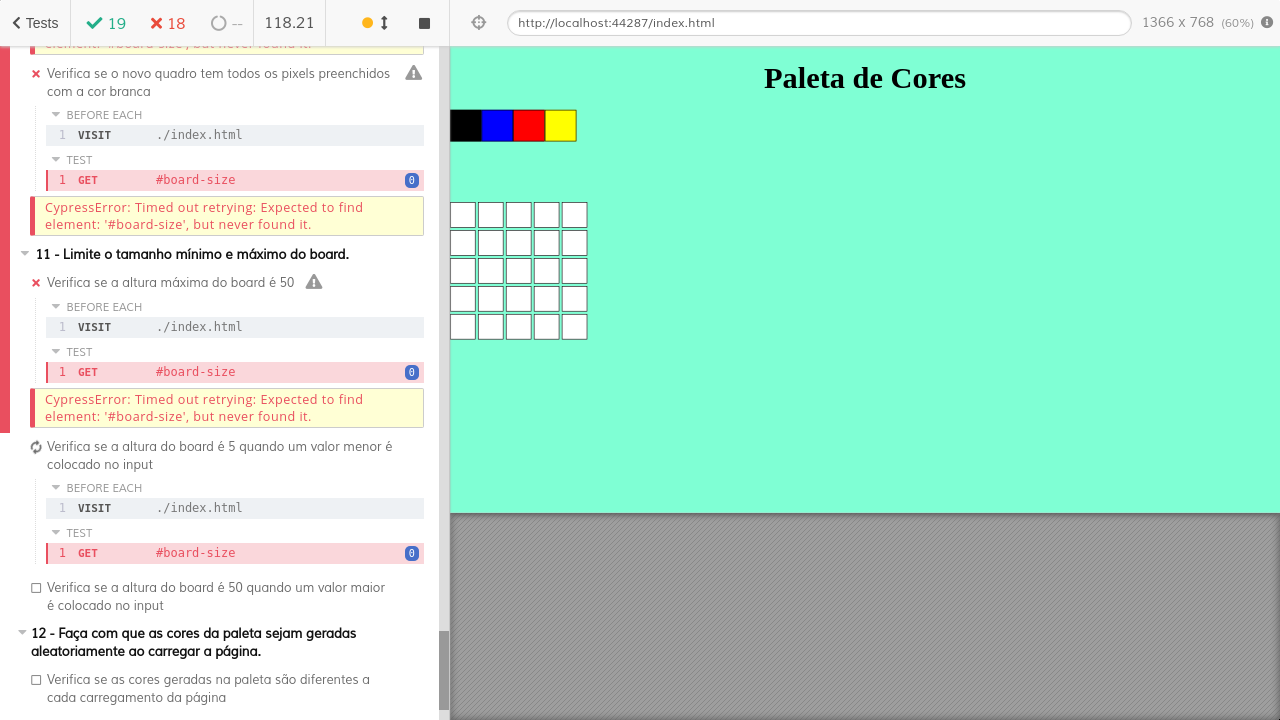 Tests
19
18
--
118.21
http://localhost:44287/index.html
1366 x 768 (60%)
element: '#board-size', but never found it.
Verifica se o novo quadro tem todos os pixels preenchidos
com a cor branca
BEFORE EACH
1 VISIT ./index.html
TEST
1 GET #board-size 0
CypressError: Timed out retrying: Expected to find
element: '#board-size', but never found it.
11 - Limite o tamanho mínimo e máximo do board.
Verifica se a altura máxima do board é 50
BEFORE EACH
1 VISIT ./index.html
TEST
1 GET #board-size 0
CypressError: Timed out retrying: Expected to find
element: '#board-size', but never found it.
Verifica se a altura do board é 5 quando um valor menor é
colocado no input
BEFORE EACH
1 VISIT ./index.html
TEST
1 GET #board-size 0
Verifica se a altura do board é 50 quando um valor maior
é colocado no input
12 - Faça com que as cores da paleta sejam geradas
aleatoriamente ao carregar a página.
Verifica se as cores geradas na paleta são diferentes a
cada carregamento da página
Paleta de Cores